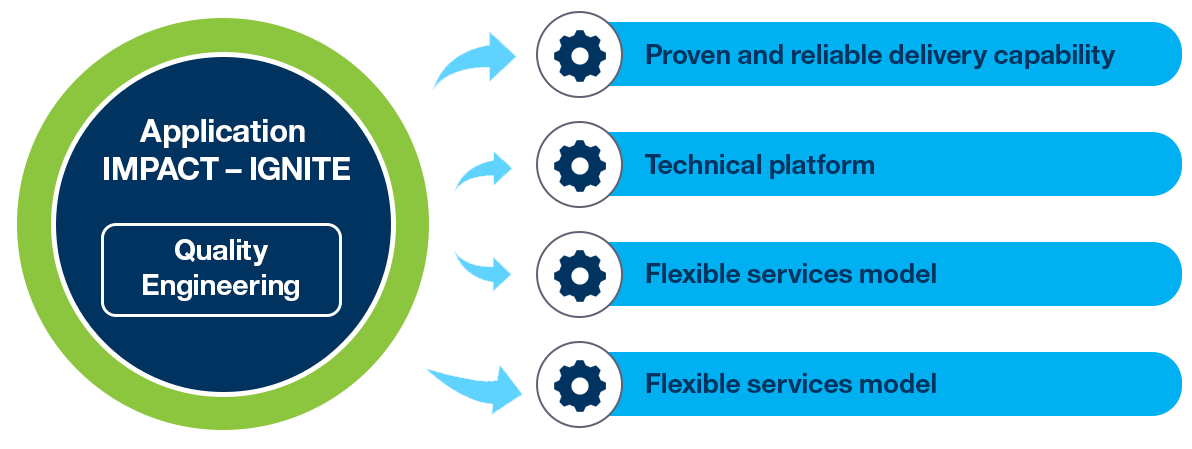 Application
IMPACT – IGNITE
Quality
Engineering
Proven and reliable delivery capability
Technical platform
Flexible services model
Flexible services model